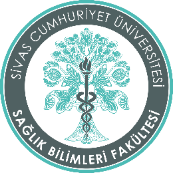 SİVAS CUMHURİYET ÜNİVERSİTESİ
SAĞLIK BİLİMLERİ FAKÜLTESİ